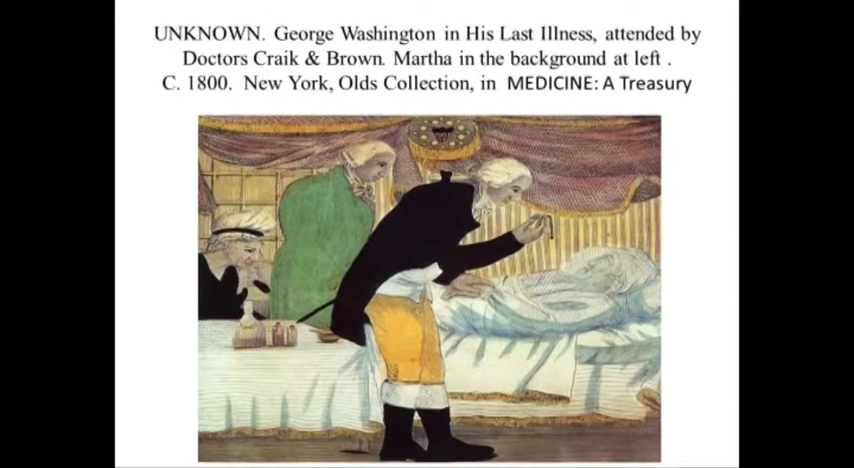 UNKNOWN. George Washington in His Last Illness, attended by
Doctors Craik & Brown. Martha in the background at left .
C. 1800. New York, Olds Collection, in MEDICINE: A Treasury